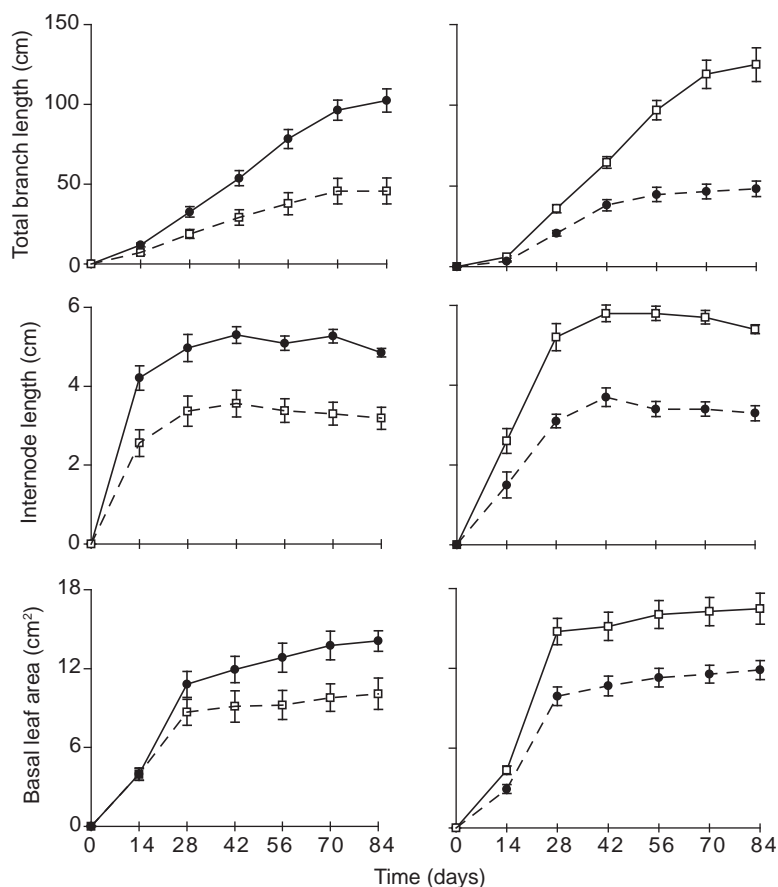 Total branch length (cm)
150
100
50
0
Internode length (cm)
6
4
2
0
Basal leaf area (cm²)
18
12
6
0
0 14 28 42 56 70 84
0 14 28 42 56 70 84
Time (days)